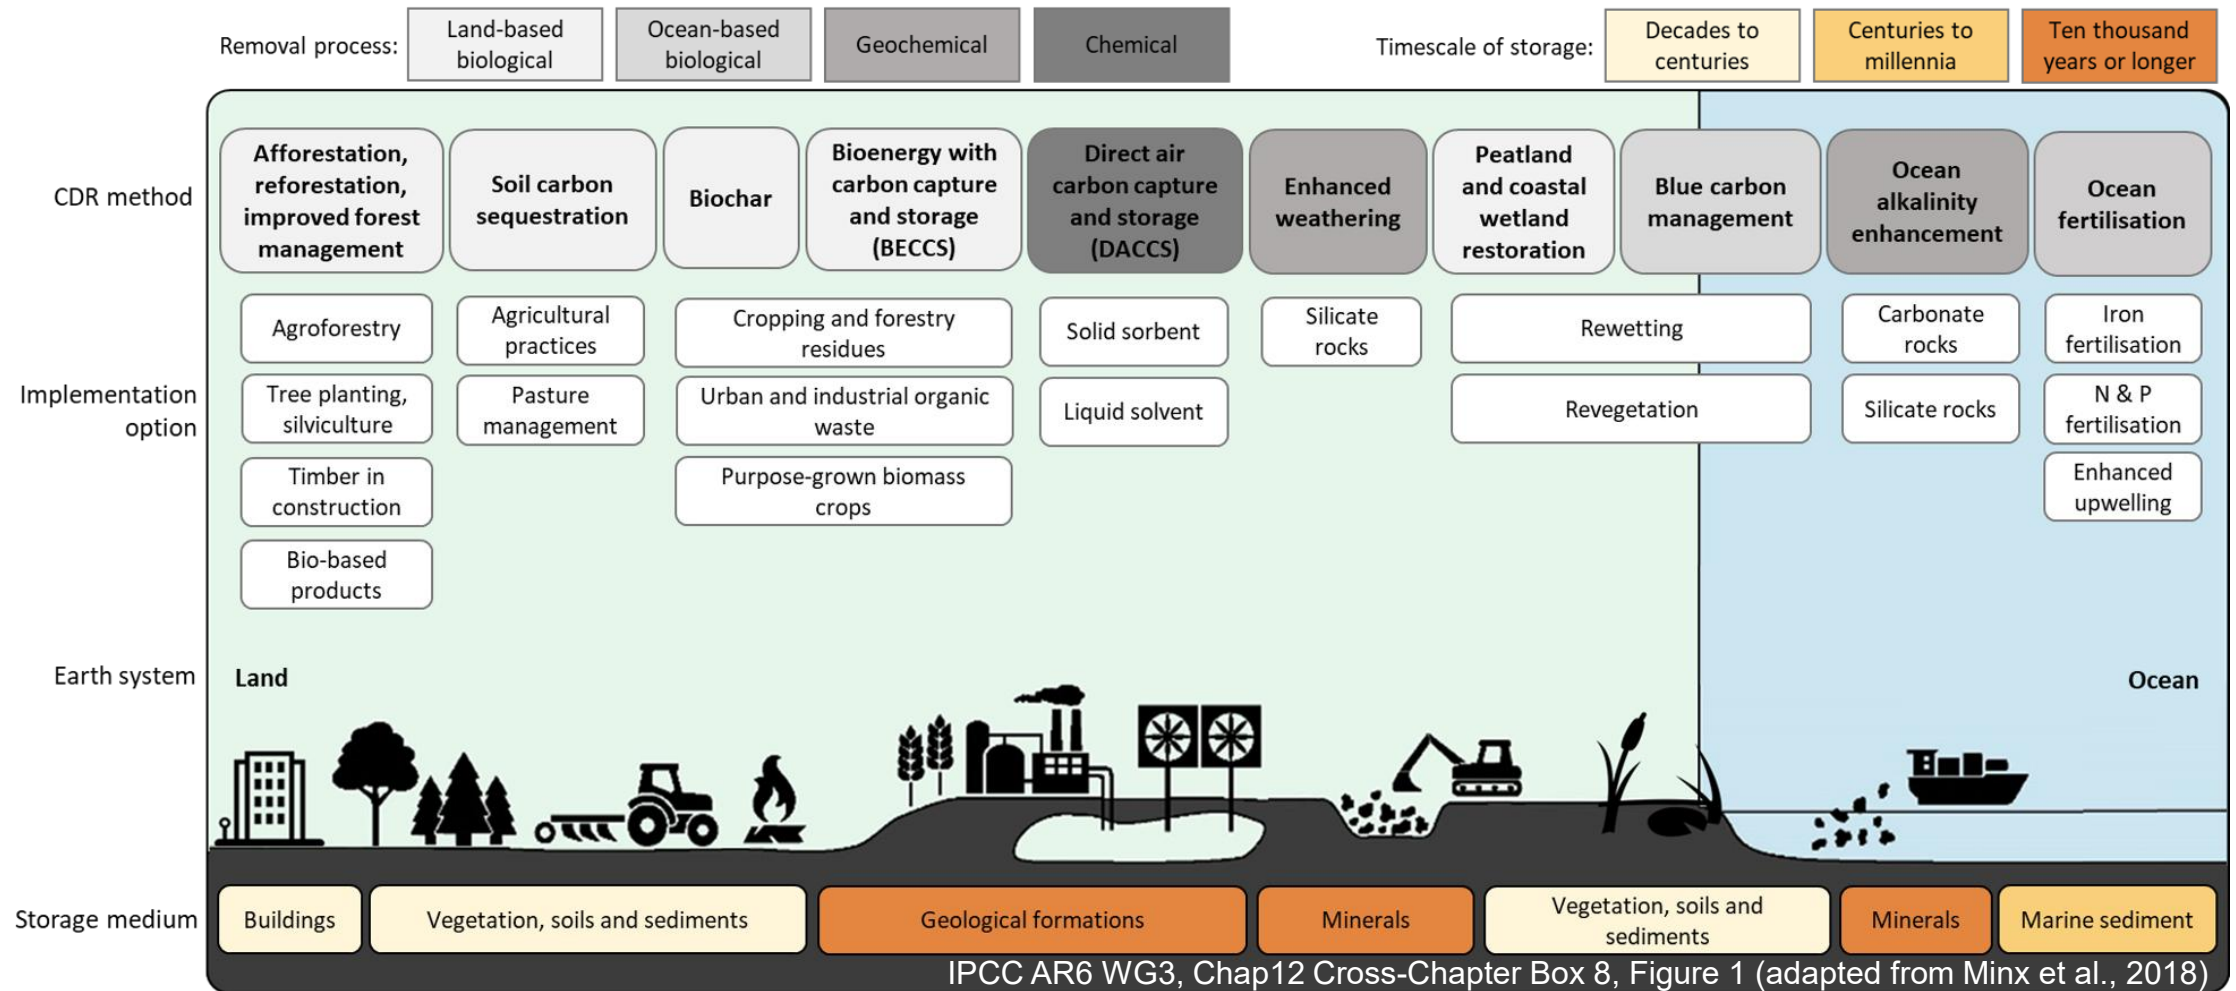 Removal process:
Land-based
biological
Ocean-based
biological
Geochemical
Chemical
Timescale of storage:
Decades to
centuries
Centuries to
millennia
Ten thousand
years or longer
CDR method
Afforestation,
reforestation,
improved forest
management
Soil carbon
sequestration
Biochar
Bioenergy with
carbon capture
and storage
(BECCS)
Direct air
carbon capture
and storage
(DACCS)
Enhanced
weathering
Peatland
and coastal
wetland
restoration
Blue carbon
management
Ocean
alkalinity
enhancement
Ocean
fertilisation
Implementation
option
Agroforestry
Tree planting,
silviculture
Timber in
construction
Bio-based
products
Agricultural
practices
Pasture
management
Cropping and forestry
residues
Urban and industrial organic
waste
Purpose-grown biomass
crops
Solid sorbent
Liquid solvent
Silicate
rocks
Rewetting
Revegetation
Carbonate
rocks
Silicate rocks
Iron
fertilisation
N & P
fertilisation
Enhanced
upwelling
Earth system
Land
Ocean
Storage medium
Buildings
Vegetation, soils and sediments
Geological formations
Minerals
Vegetation, soils and
sediments
Minerals
Marine sediment
IPCC AR6 WG3, Chap12 Cross-Chapter Box 8, Figure 1 (adapted from Minx et al., 2018)